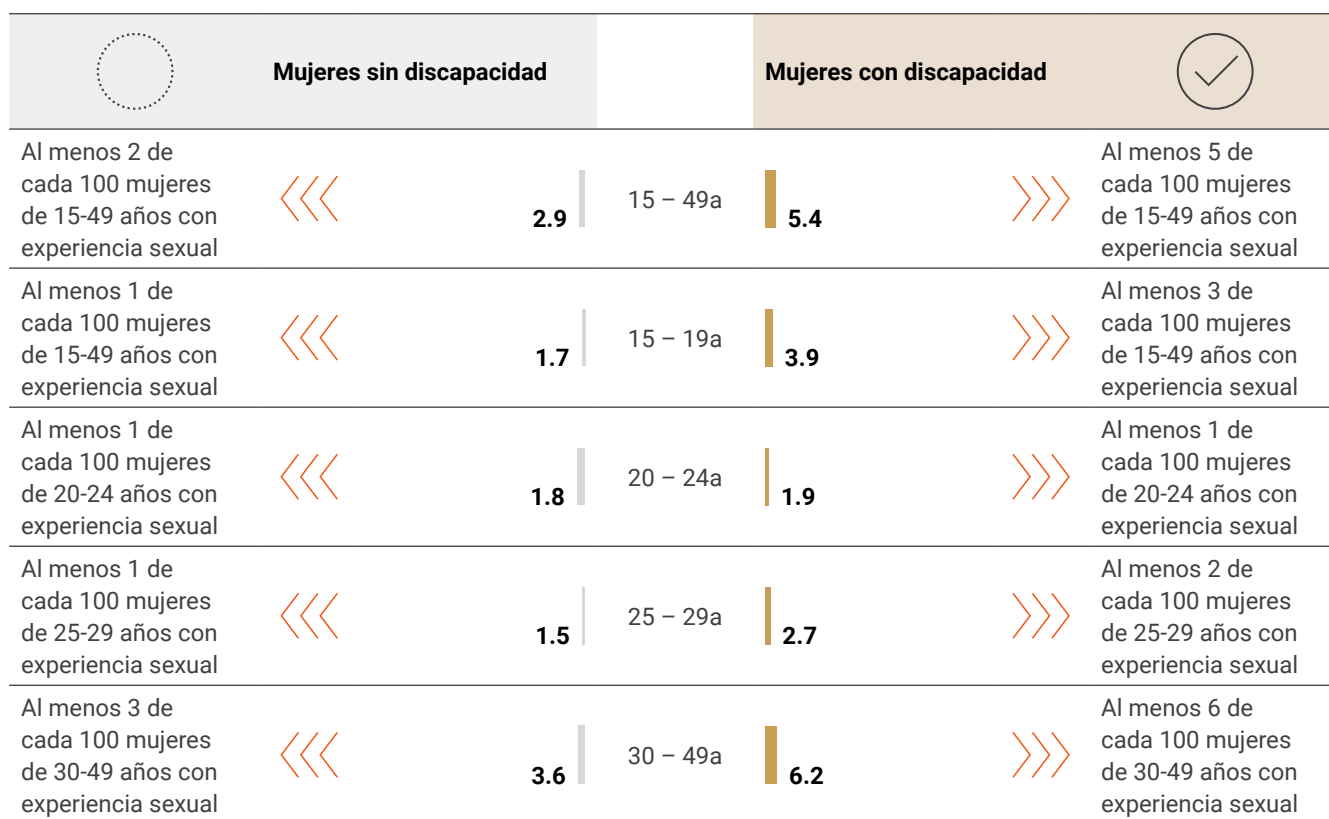 Mujeres sin discapacidad
Mujeres con discapacidad
Al menos 2 de
cada 100 mujeres
de 15-49 años con
experiencia sexual
2.9
15 – 49a
5.4
Al menos 5 de
cada 100 mujeres
de 15-49 años con
experiencia sexual
Al menos 1 de
cada 100 mujeres
de 15-49 años con
experiencia sexual
1.7
15 – 19a
3.9
Al menos 3 de
cada 100 mujeres
de 15-49 años con
experiencia sexual
Al menos 1 de
cada 100 mujeres
de 20-24 años con
experiencia sexual
1.8
20 – 24a
1.9
Al menos 1 de
cada 100 mujeres
de 20-24 años con
experiencia sexual
Al menos 1 de
cada 100 mujeres
de 25-29 años con
experiencia sexual
1.5
25 – 29a
2.7
Al menos 2 de
cada 100 mujeres
de 25-29 años con
experiencia sexual
Al menos 3 de
cada 100 mujeres
de 30-49 años con
experiencia sexual
3.6
30 – 49a
6.2
Al menos 6 de
cada 100 mujeres
de 30-49 años con
experiencia sexual